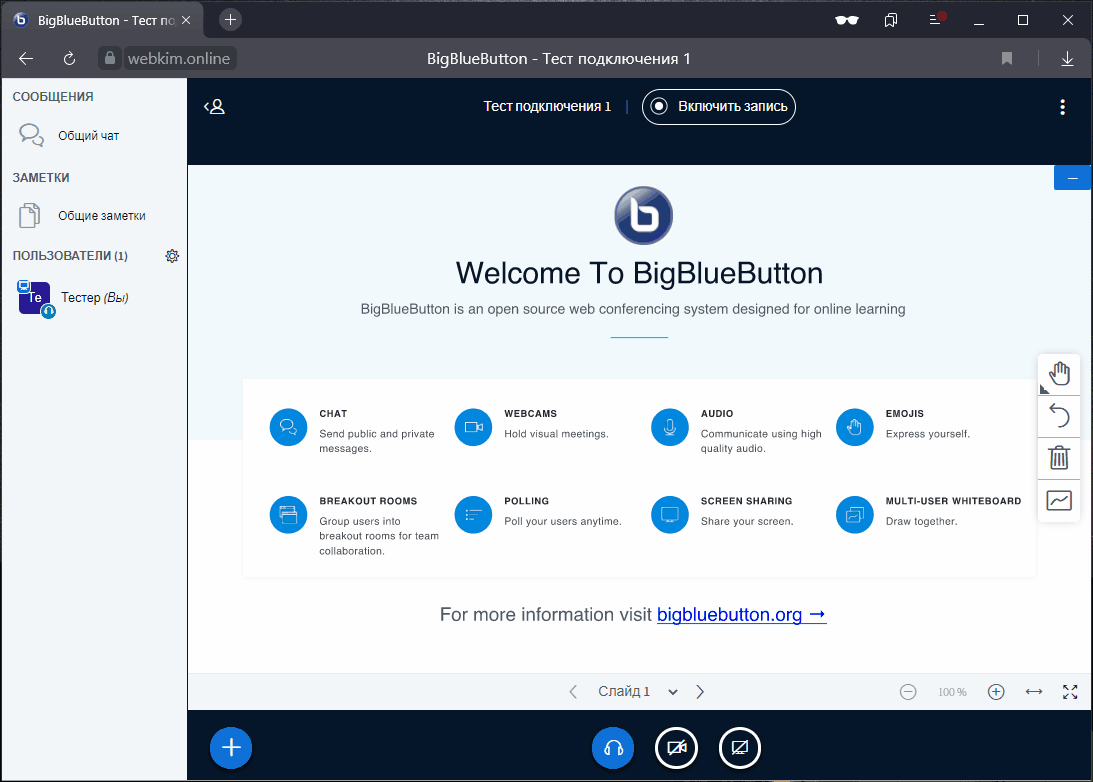 BigBlueButton - Тест по
webkim.online
BigBlueButton - Тест подключения 1
СООБЩЕНИЯ
Общий чат
ЗАМЕТКИ
Общие заметки
ПОЛЬЗОВАТЕЛИ (1)
Te
Тестер (Вы)
Тест подключения 1
Включить запись
Welcome To BigBlueButton
BigBlueButton is an open source web conferencing system designed for online learning
CHAT
Send public and private
messages.
WEBCAMS
Hold visual meetings.
AUDIO
Communicate using high
quality audio.
EMOJIS
Express yourself.
BREAKOUT ROOMS
Group users into
breakout rooms for team
collaboration.
POLLING
Poll your users anytime.
SCREEN SHARING
Share your screen.
MULTI-USER WHITEBOARD
Draw together.
For more information visit bigbluebutton.org →
Слайд 1
100 %